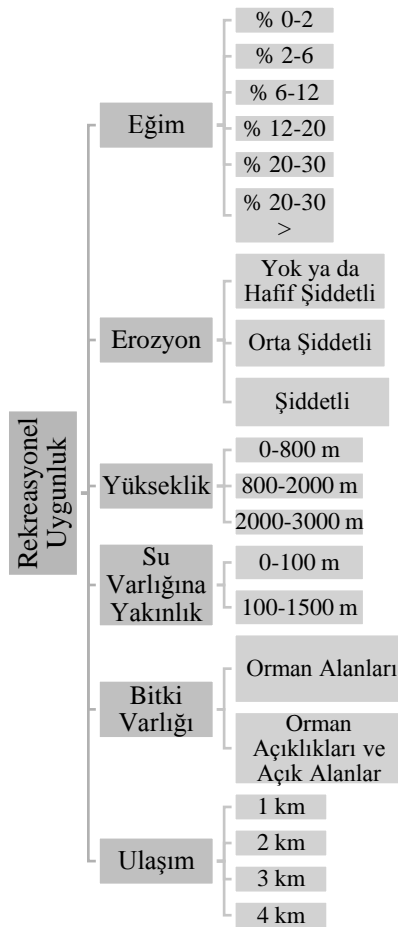 Rekreasyonel
Uygunluk
Eğim
% 0-2
% 2-6
% 6-12
% 12-20
% 20-30
% 20-30
>
Erozyon
Yok ya da
Hafif Şiddetli
Orta Şiddetli
Şiddetli
Yükseklik
0-800 m
800-2000 m
2000-3000 m
Su
Varlığına
Yakınlık
0-100 m
100-1500 m
Bitki
Varlığı
Orman Alanları
Orman
Açıklıkları ve
Açık Alanlar
Ulaşım
1 km
2 km
3 km
4 km